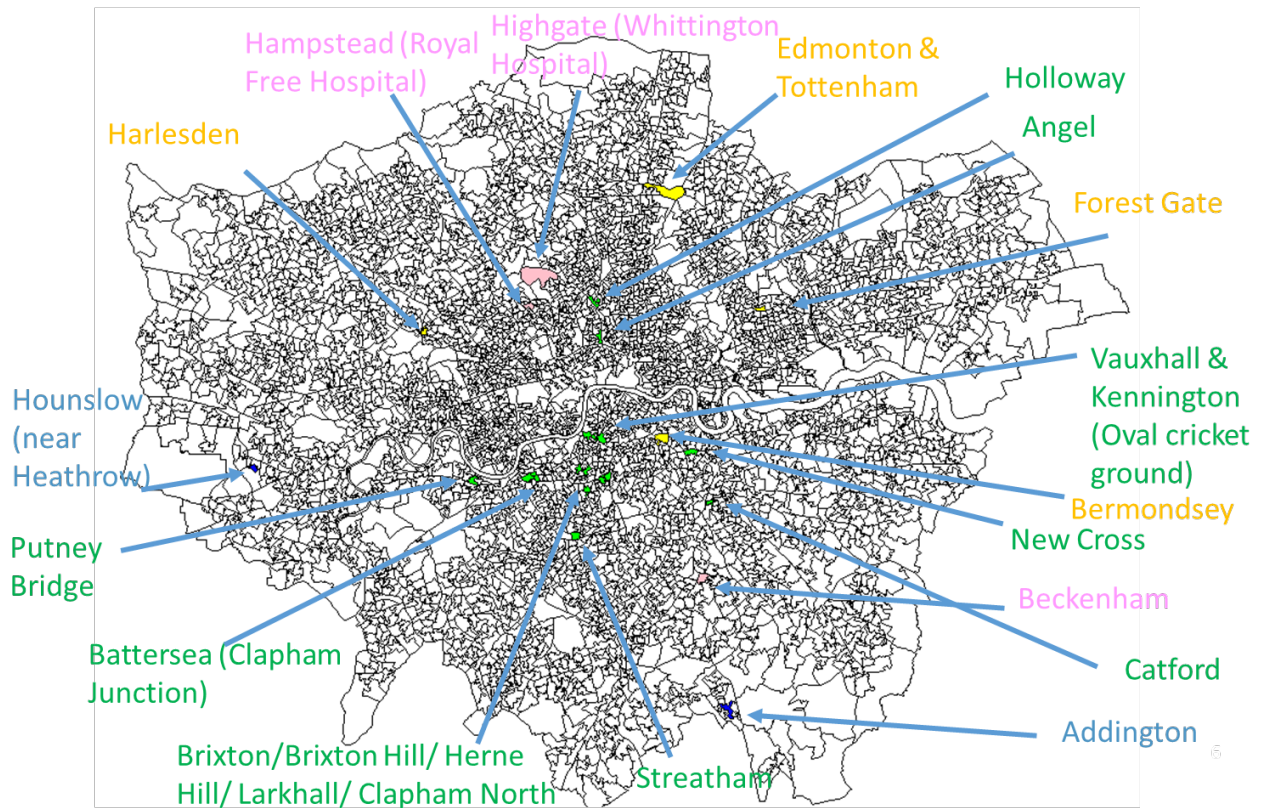 Hampstead (Royal
Free Hospital)
Highgate (Whittington
Hospital)
Edmonton &
Tottenham
Holloway
Angel
Harlesden
Forest Gate
Vauxhall &
Kennington
(Oval cricket
ground)
Hounslow
(near
Heathrow)
Bermondsey
New Cross
Putney
Bridge
Beckenham
Battersea (Clapham
Junction)
Catford
Addington
Brixton/Brixton Hill/ Herne
Hill/ Larkhall/ Clapham North
Streatham
6